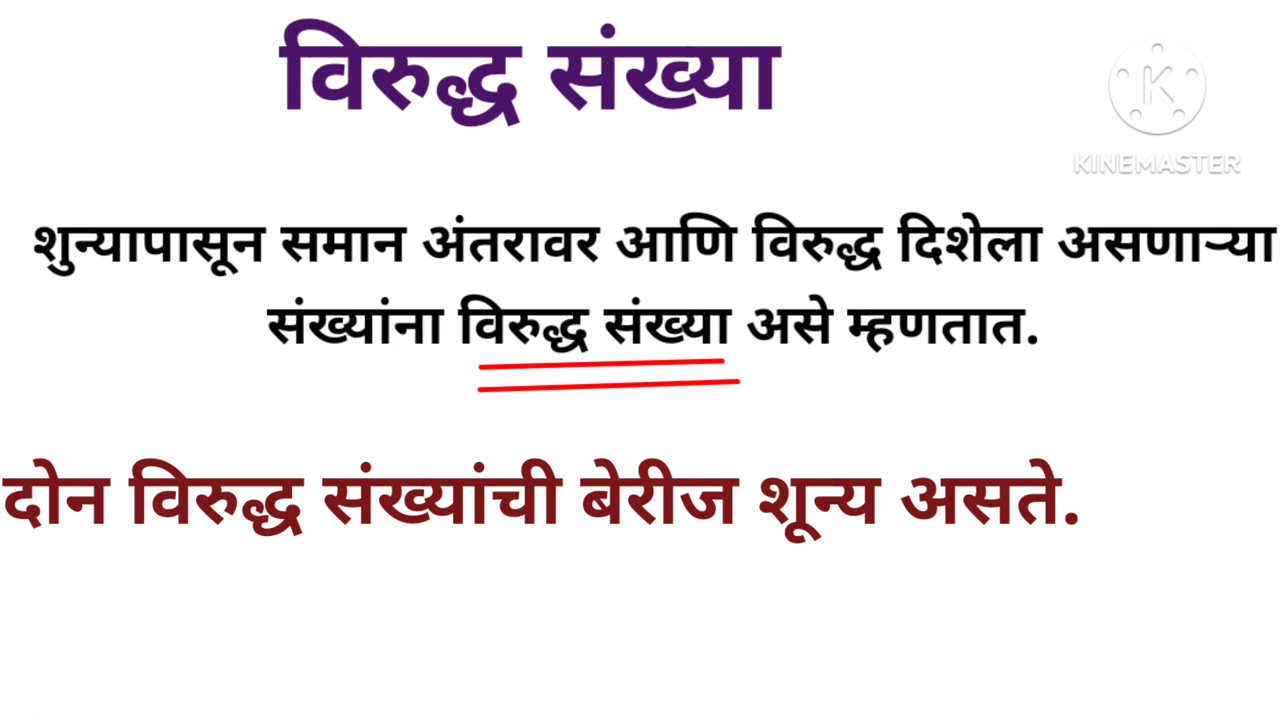 विरुद्ध संख्या
KINEMASTER
शुन्यापासून समान अंतरावर आणि विरुद्ध दिशेला असणाऱ्या
संख्यांना विरुद्ध संख्या असे म्हणतात.
दोन विरुद्ध संख्यांची बेरीज शून्य असते.